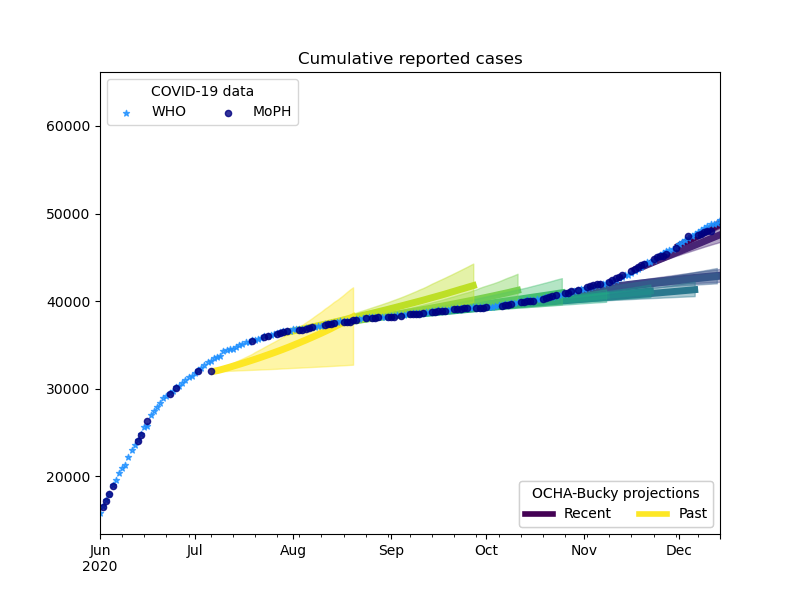 Cumulative reported cases
COVID-19 data
WHO MoPH
60000
50000
40000
30000
20000
OCHA-Bucky projections
Recent Past
Jun Jul Aug Sep Oct Nov Dec
2020